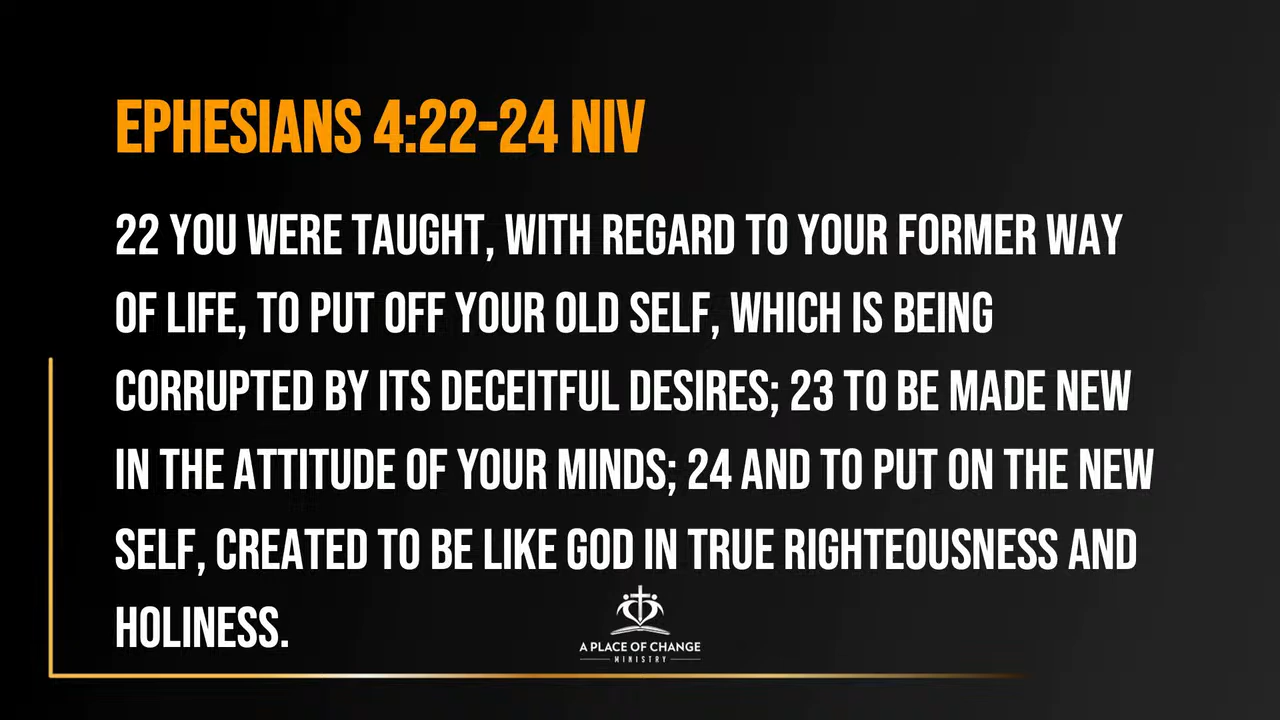 EPHESIANS 4:22-24 NIV
22 YOU WERE TAUGHT, WITH REGARD TO YOUR FORMER WAY
OF LIFE, TO PUT OFF YOUR OLD SELF, WHICH IS BEING
CORRUPTED BY ITS DECEITFUL DESIRES; 23 TO BE MADE NEW
IN THE ATTITUDE OF YOUR MINDS; 24 AND TO PUT ON THE NEW
SELF, CREATED TO BE LIKE GOD IN TRUE RIGHTEOUSNESS AND
HOLINESS.
A PLACE OF CHANGE
MINISTRY